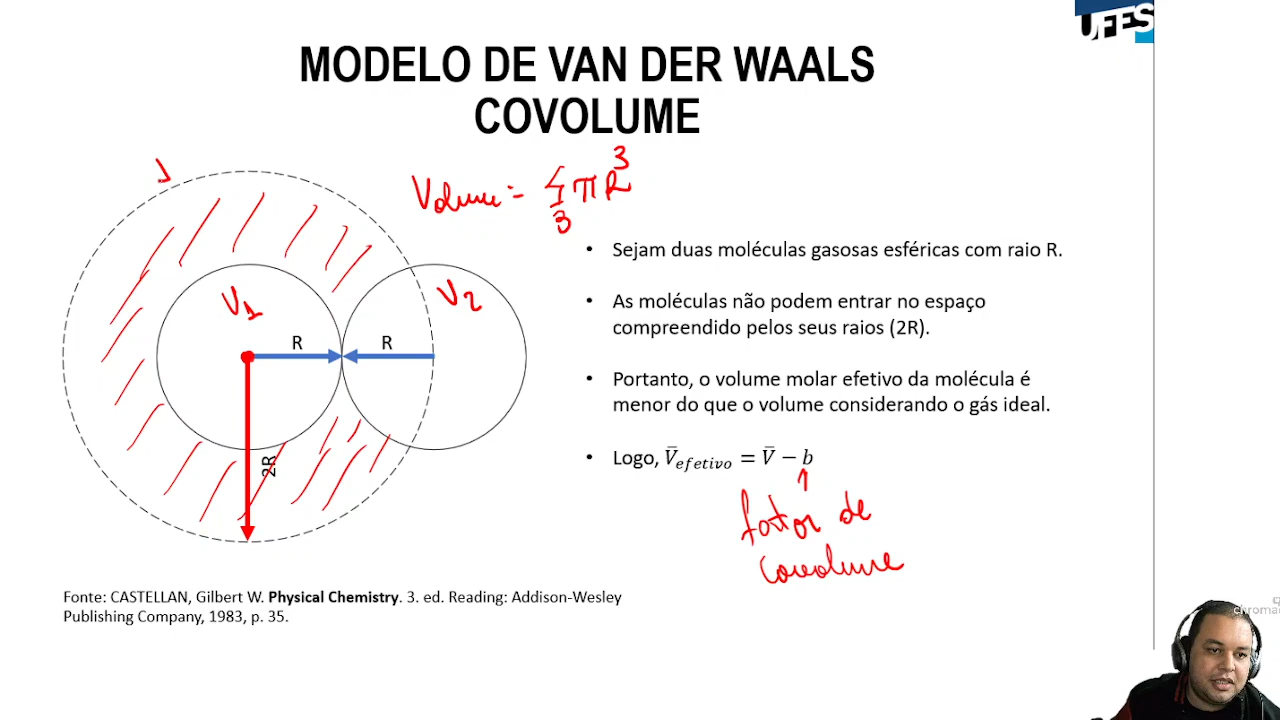 UFES
MODELO DE VAN DER WAALS
COVOLUME
Volume = 4/3 πR³
V1
V2
R
R
2R
• Sejam duas moléculas gasosas esféricas com raio R.
• As moléculas não podem entrar no espaço
compreendido pelos seus raios (2R).
• Portanto, o volume molar efetivo da molécula é
menor do que o volume considerando o gás ideal.
• Logo, V̄efetivo = V̄ − b
fator de
covolume
Fonte: CASTELLAN, Gilbert W. Physical Chemistry. 3. ed. Reading: Addison-Wesley
Publishing Company, 1983, p. 35.